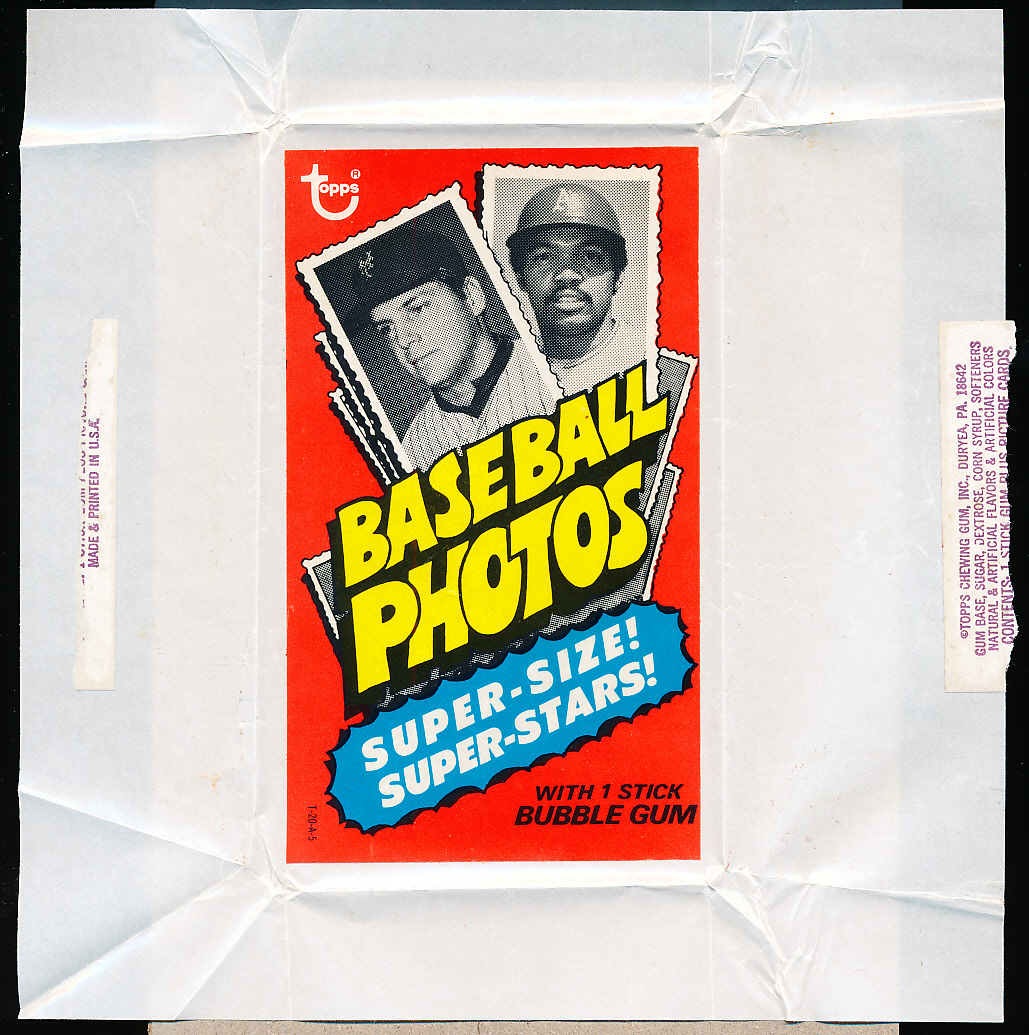 topps®
BASEBALL
PHOTOS
SUPER-SIZE!
SUPER-STARS!
WITH 1 STICK
BUBBLE GUM
T-20-A-5
MADE & PRINTED IN U.S.A.
©TOPPS CHEWING GUM, INC., DURYEA, PA. 18642
GUM BASE, SUGAR, DEXTROSE, CORN SYRUP, SOFTENERS
NATURAL & ARTIFICIAL FLAVORS & ARTIFICIAL COLORS
CONTENTS: 1 STICK GUM PLUS PICTURE CARDS.